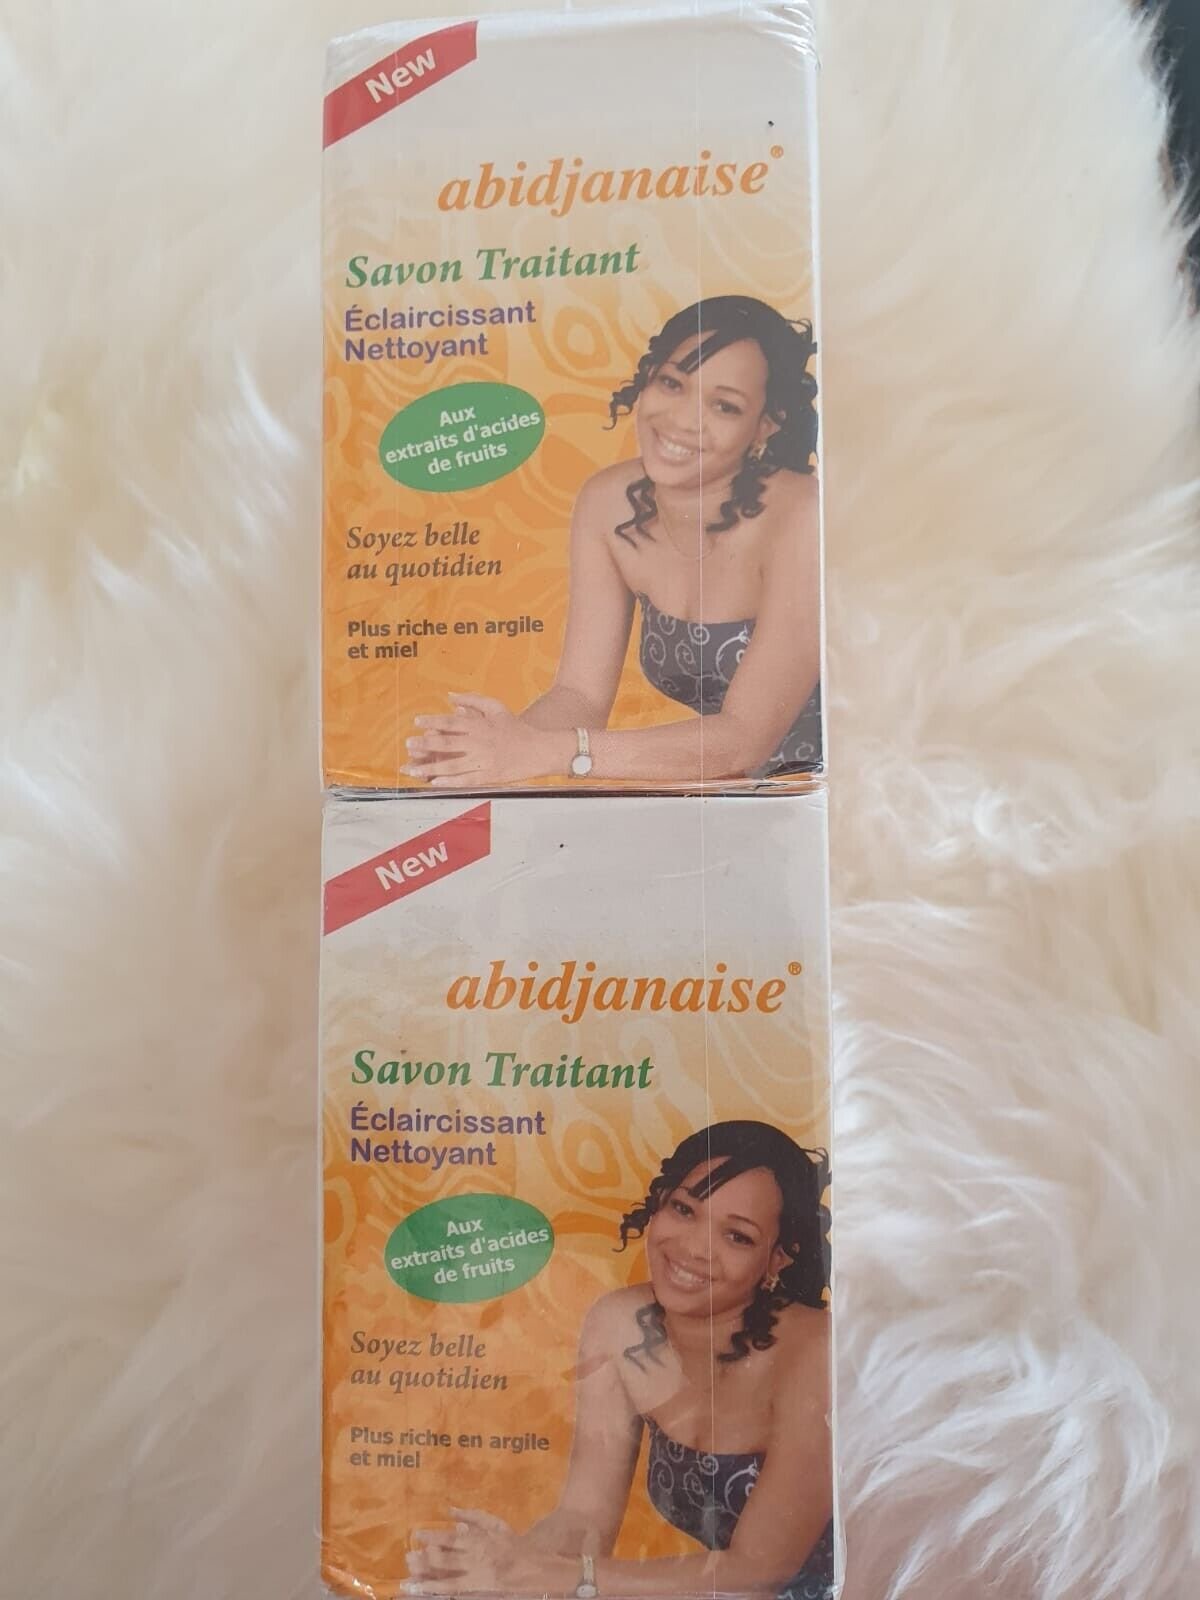 New
abidjanaise®
Savon Traitant
Éclaircissant
Nettoyant
Aux
extraits d'acides
de fruits
Soyez belle
au quotidien
Plus riche en argile
et miel
New
abidjanaise®
Savon Traitant
Éclaircissant
Nettoyant
Aux
extraits d'acides
de fruits
Soyez belle
au quotidien
Plus riche en argile
et miel